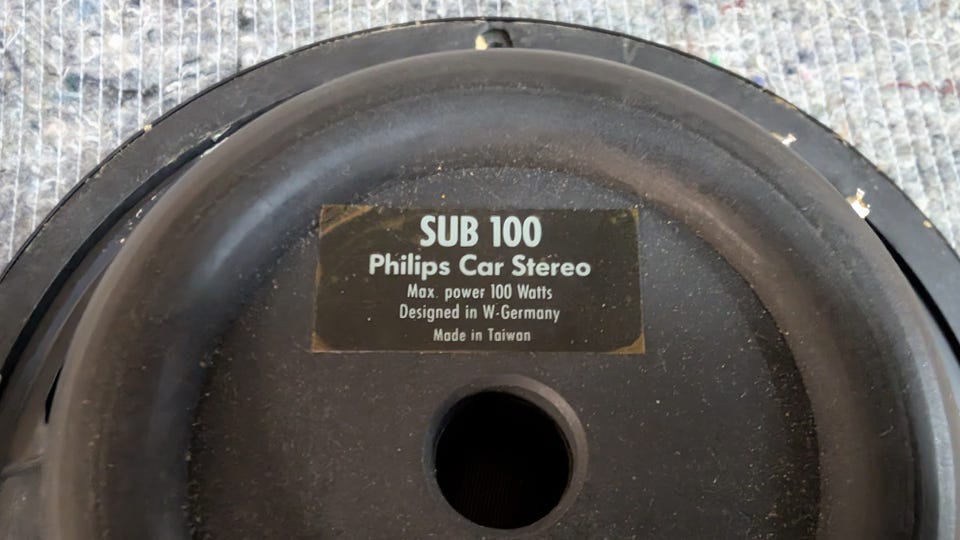 SUB 100
Philips Car Stereo
Max. power 100 Watts
Designed in W-Germany
Made in Taiwan